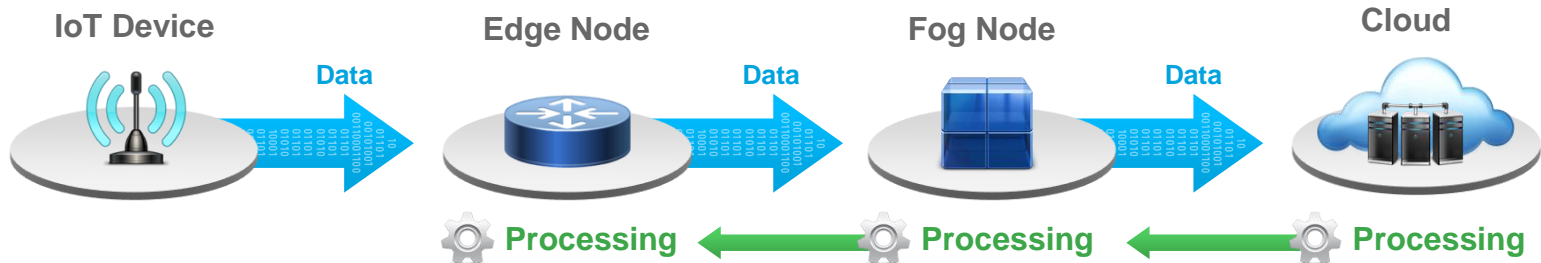 IoT Device
Edge Node
Fog Node
Cloud
Data
Data
Data
Processing
Processing
Processing